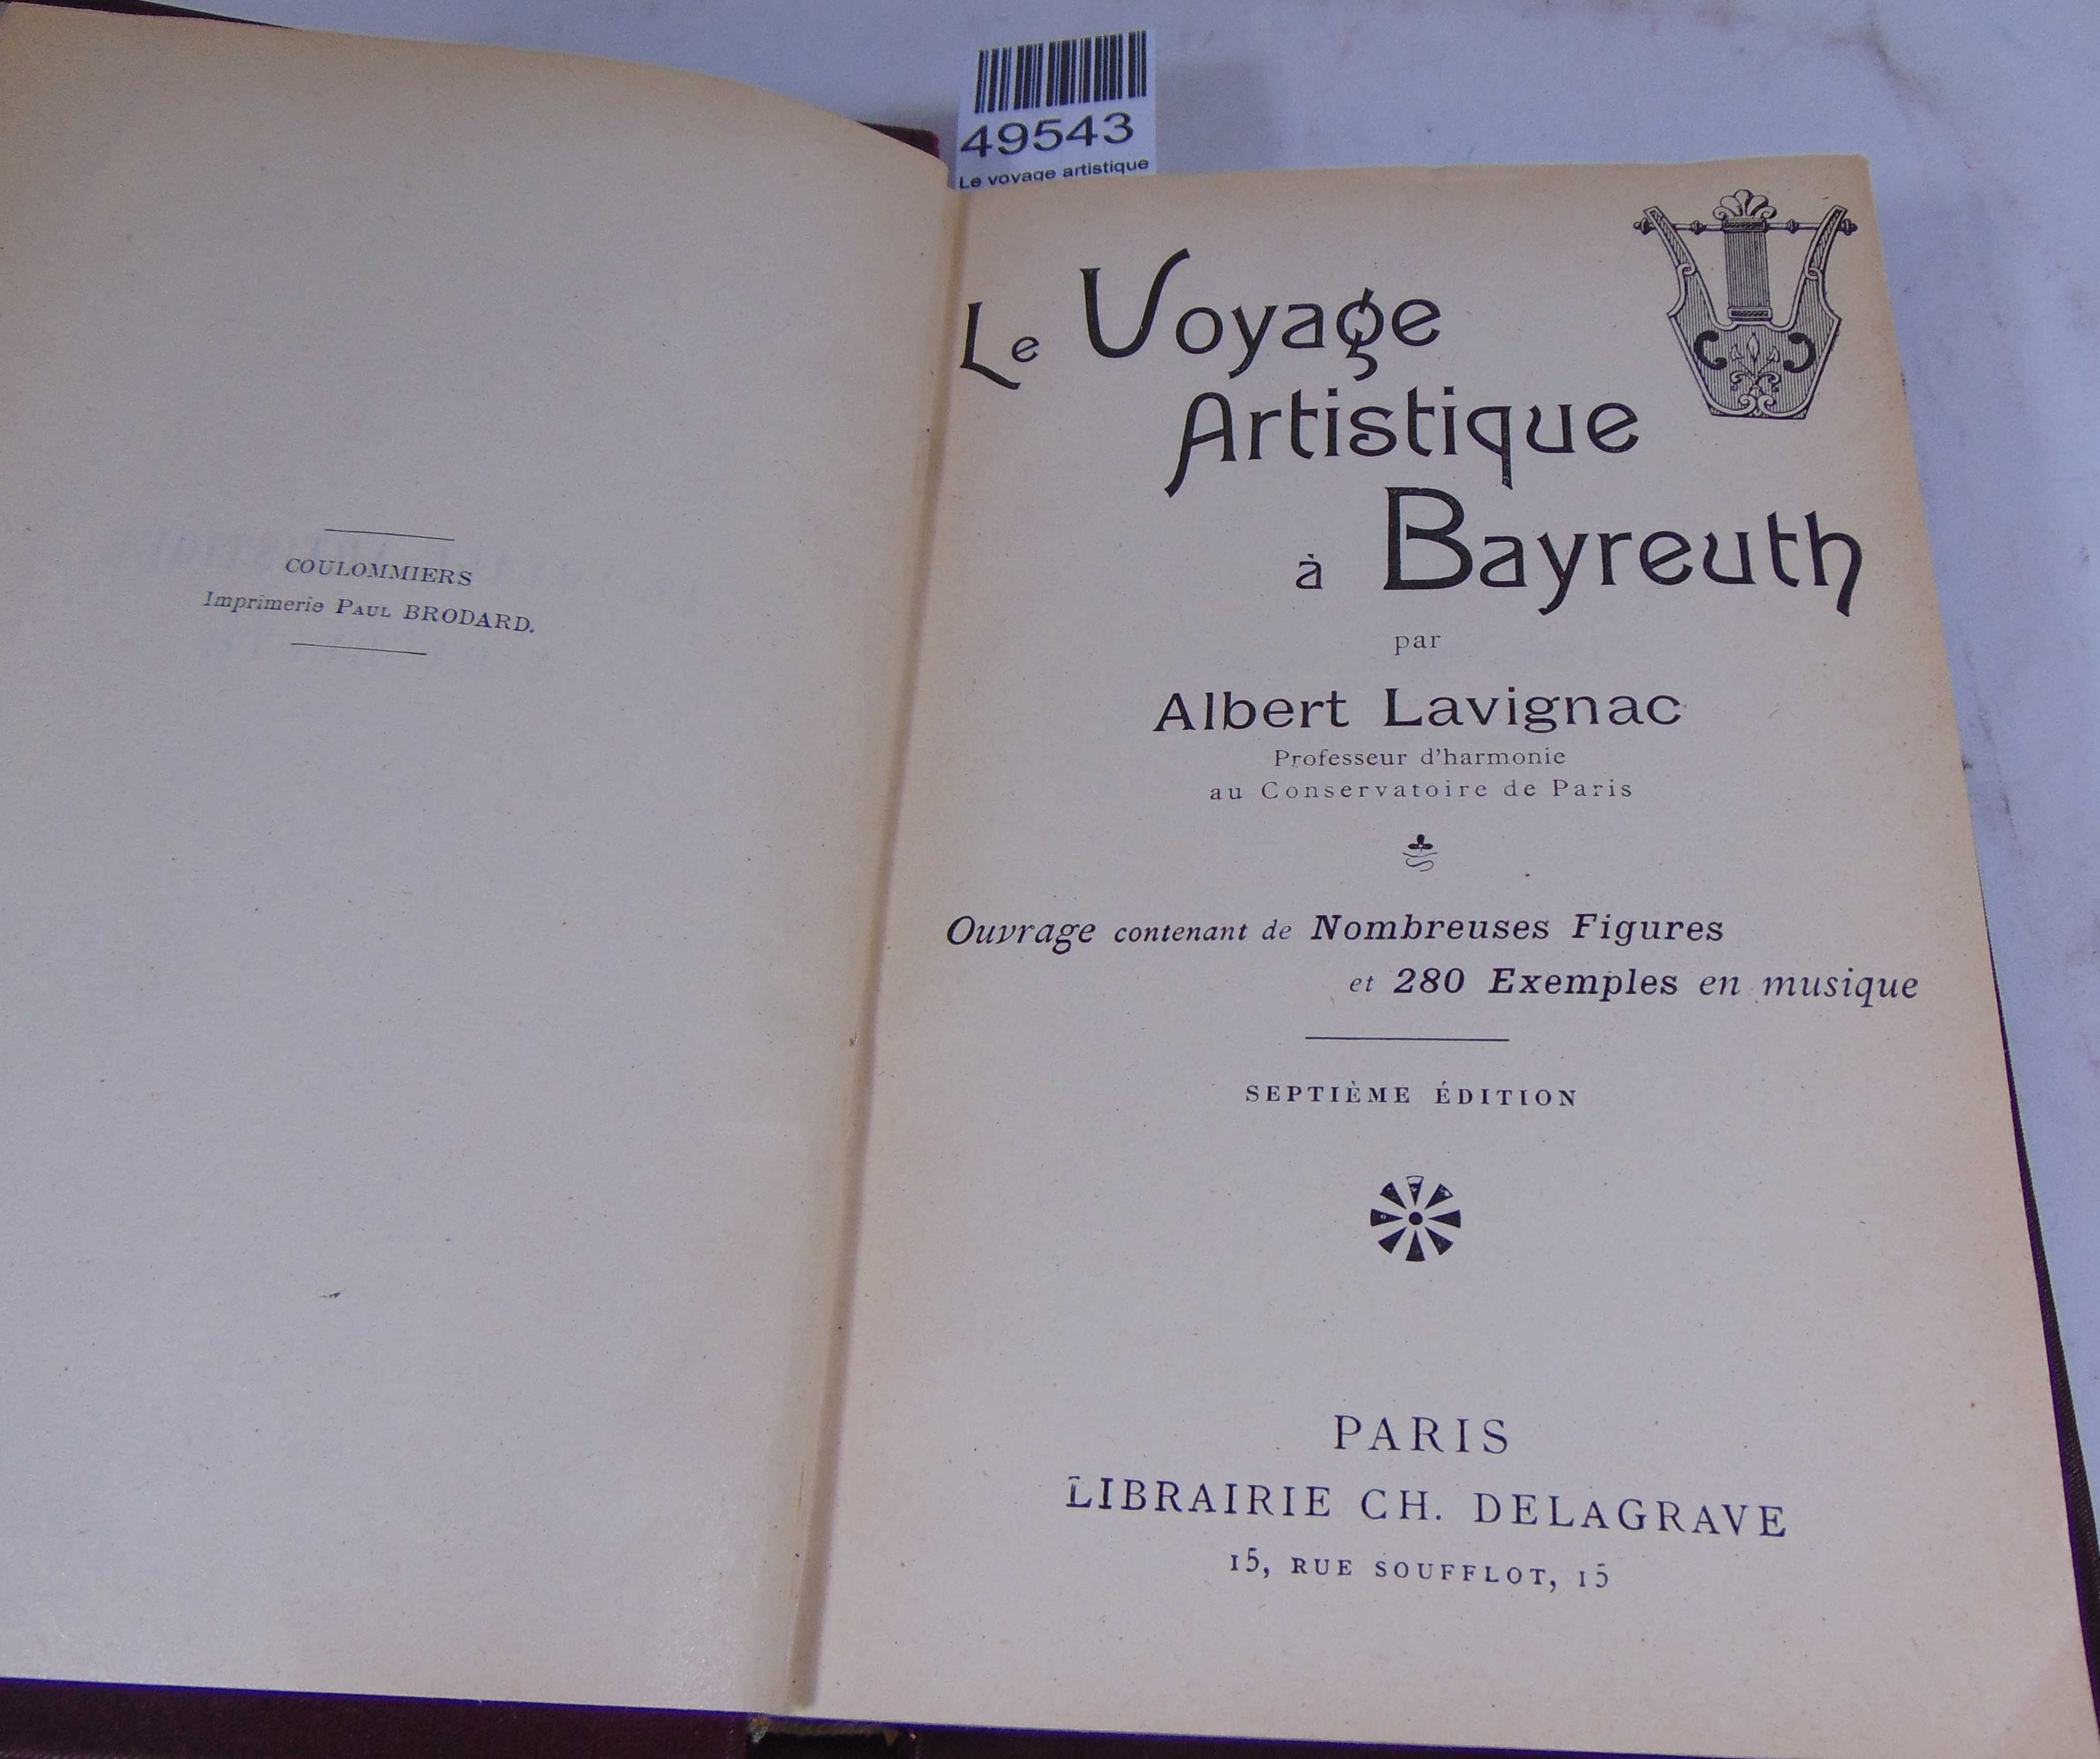 49543
Le voyage artistique
COULOMMIERS
Imprimerie PAUL BRODARD.
Le Voyage
Artistique
à Bayreuth
par
Albert Lavignac
Professeur d'harmonie
au Conservatoire de Paris
Ouvrage contenant de Nombreuses Figures
et 280 Exemples en musique
SEPTIÈME ÉDITION
PARIS
LIBRAIRIE CH. DELAGRAVE
15, RUE SOUFFLOT, 15